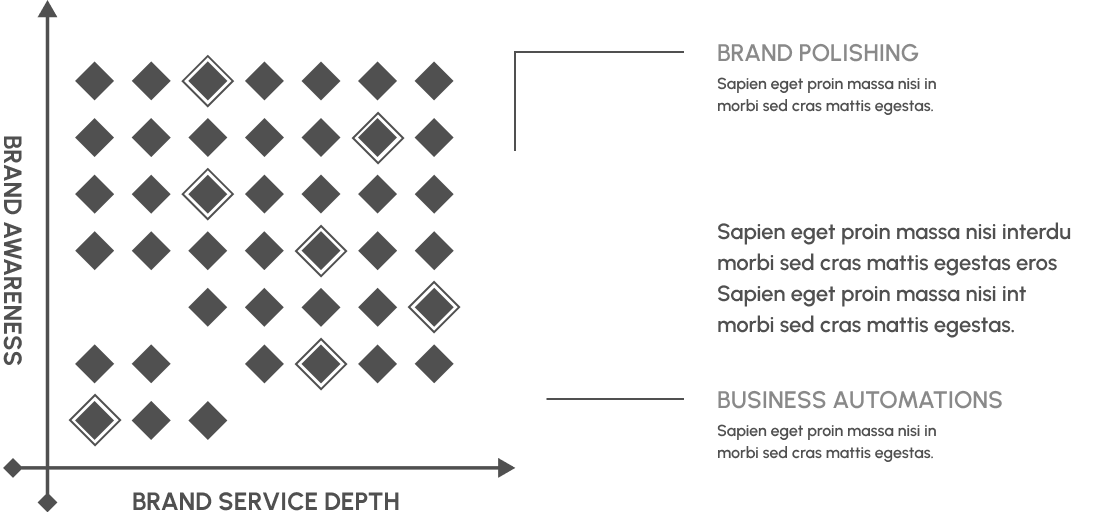 BRAND AWARENESS
BRAND SERVICE DEPTH
BRAND POLISHING
Sapien eget proin massa nisi in
morbi sed cras mattis egestas.
Sapien eget proin massa nisi interdu
morbi sed cras mattis egestas eros
Sapien eget proin massa nisi int
morbi sed cras mattis egestas.
BUSINESS AUTOMATIONS
Sapien eget proin massa nisi in
morbi sed cras mattis egestas.